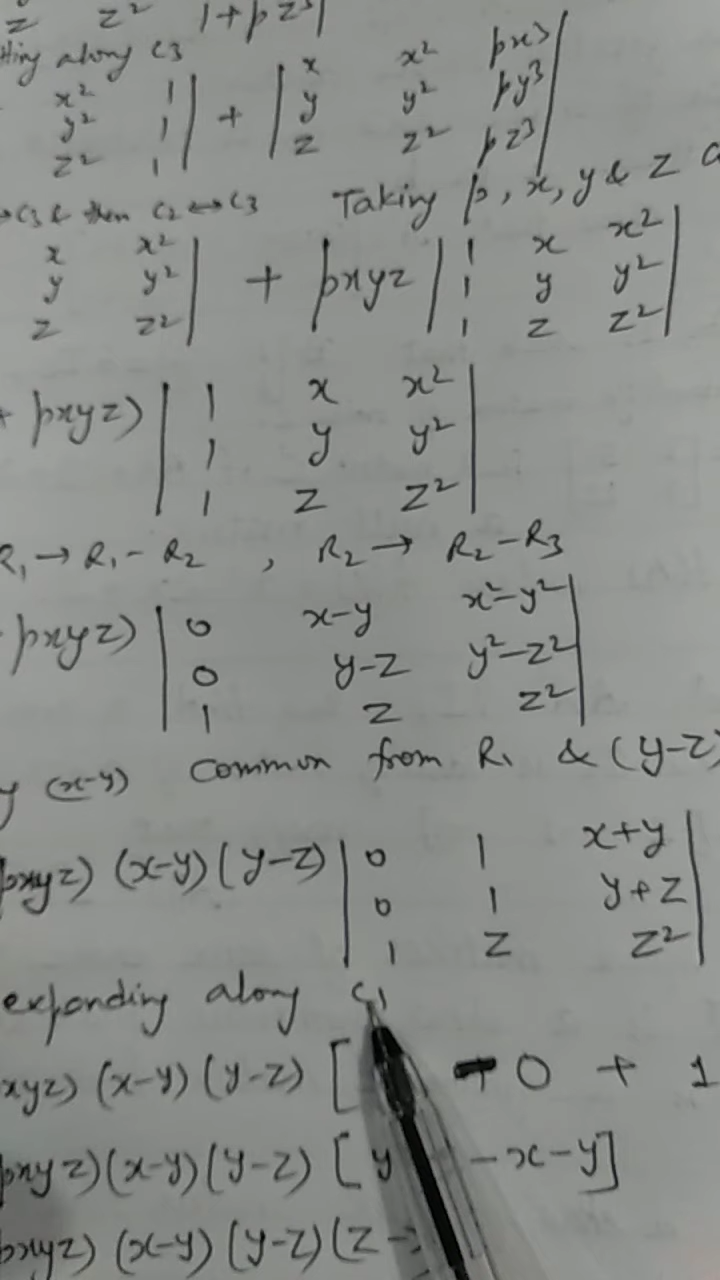 z z² 1+pz³|
tting along C3
x² 1| + |x x² px³|
y² 1| |y y² py³|
z² 1| |z z² pz³|
→C3 & then C2↔C3 Taking p, x, y & z
x x²| + pxyz |1 x x²|
y y²| |1 y y²|
z z²| |1 z z²|
+ pxyz) |1 x x²|
|1 y y²|
|1 z z²|
R₁→R₁-R₂ , R₂→ R₂-R₃
pxyz) |0 x-y x²-y²|
|0 y-z y²-z²|
|1 z z²|
y (x-y) common from R₁ & (y-z)
pxyz) (x-y)(y-z) |0 1 x+y|
|0 1 y+z|
|1 z z²|
expanding along C1
xyz) (x-y)(y-z) [ + 0 + 1
pxyz)(x-y)(y-z) [y -x-y]
pxyz) (x-y)(y-z)(z-